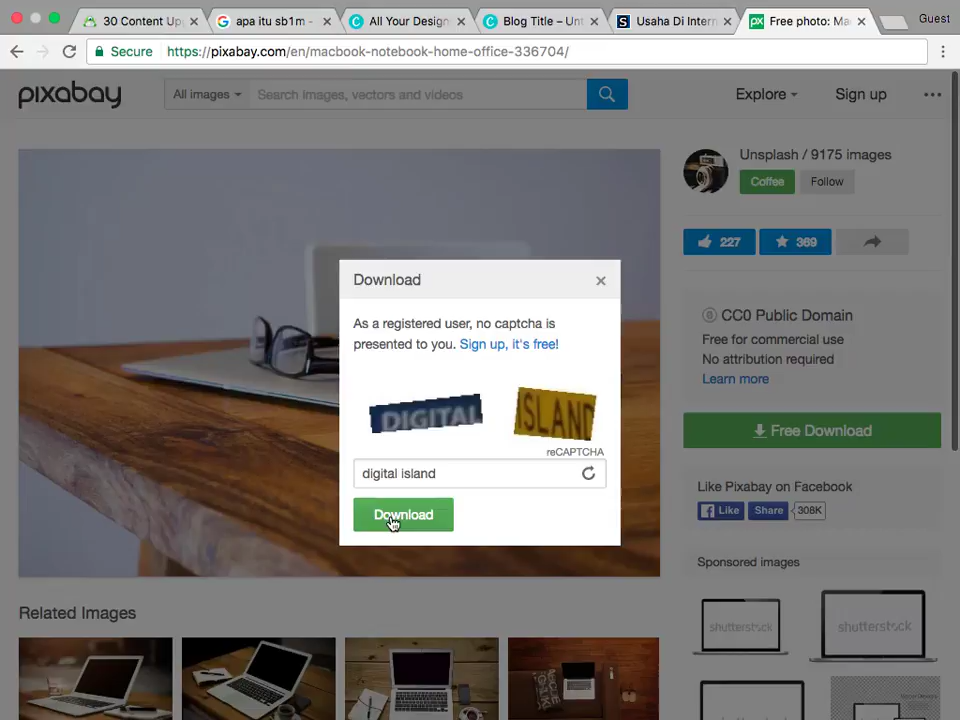 30 Content Up
apa itu sb1m -
All Your Design
Blog Title – Unt
Usaha Di Intern
Free photo: Ma
Guest
Secure
https://pixabay.com/en/macbook-notebook-home-office-336704/
pixabay
All images
Search images, vectors and videos
Explore
Sign up
Unsplash / 9175 images
Coffee
Follow
227
369
Download
As a registered user, no captcha is
presented to you. Sign up, it's free!
DIGITAL
ISLAND
reCAPTCHA
digital island
Download
CC0 Public Domain
Free for commercial use
No attribution required
Learn more
Free Download
Like Pixabay on Facebook
Like
Share
308K
Sponsored images
shutterstock
shutterstock
Related Images